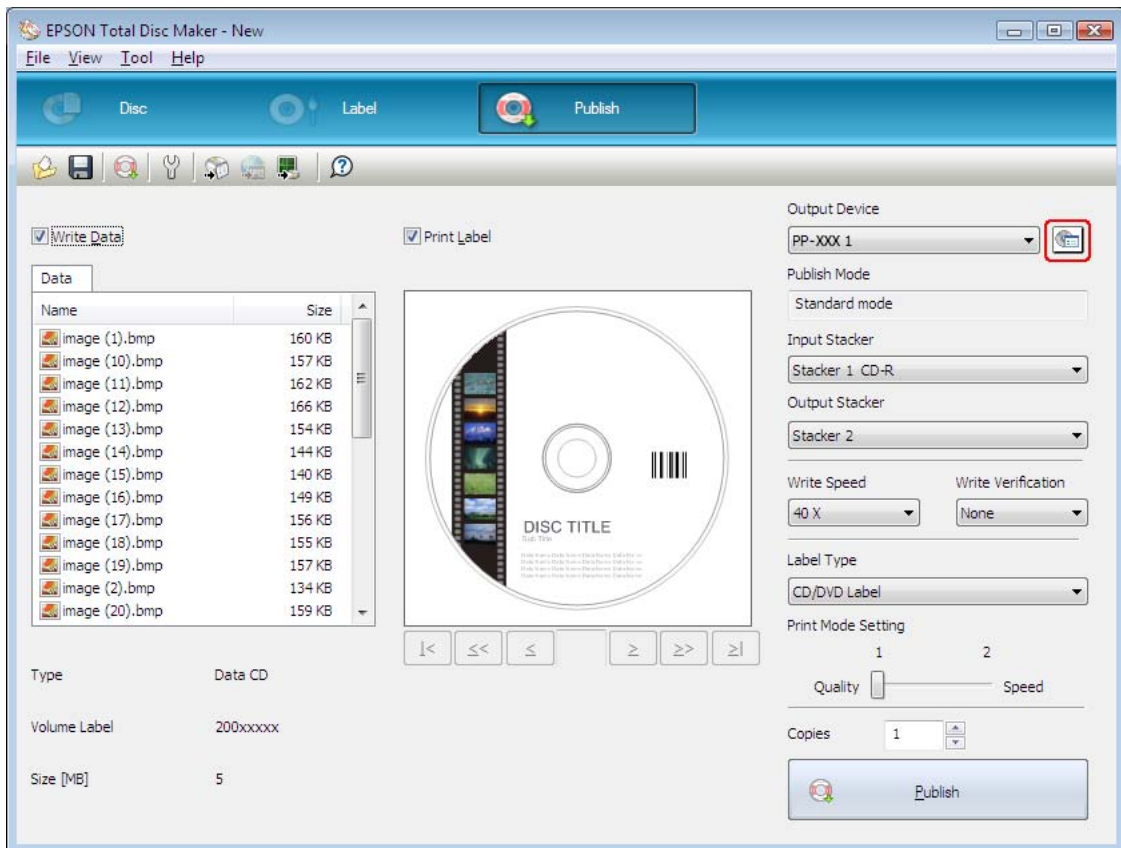 EPSON Total Disc Maker - New
File View Tool Help
Disc Label Publish
Write Data
Data
Name Size
image (1).bmp 160 KB
image (10).bmp 157 KB
image (11).bmp 162 KB
image (12).bmp 166 KB
image (13).bmp 154 KB
image (14).bmp 144 KB
image (15).bmp 140 KB
image (16).bmp 149 KB
image (17).bmp 156 KB
image (18).bmp 155 KB
image (19).bmp 157 KB
image (2).bmp 134 KB
image (20).bmp 159 KB
Type Data CD
Volume Label 200xxxxx
Size [MB] 5
Print Label
DISC TITLE
Sub Title
|< << < > >> >|
Output Device
PP-XXX 1
Publish Mode
Standard mode
Input Stacker
Stacker 1 CD-R
Output Stacker
Stacker 2
Write Speed Write Verification
40 X None
Label Type
CD/DVD Label
Print Mode Setting
1 2
Quality Speed
Copies 1
Publish